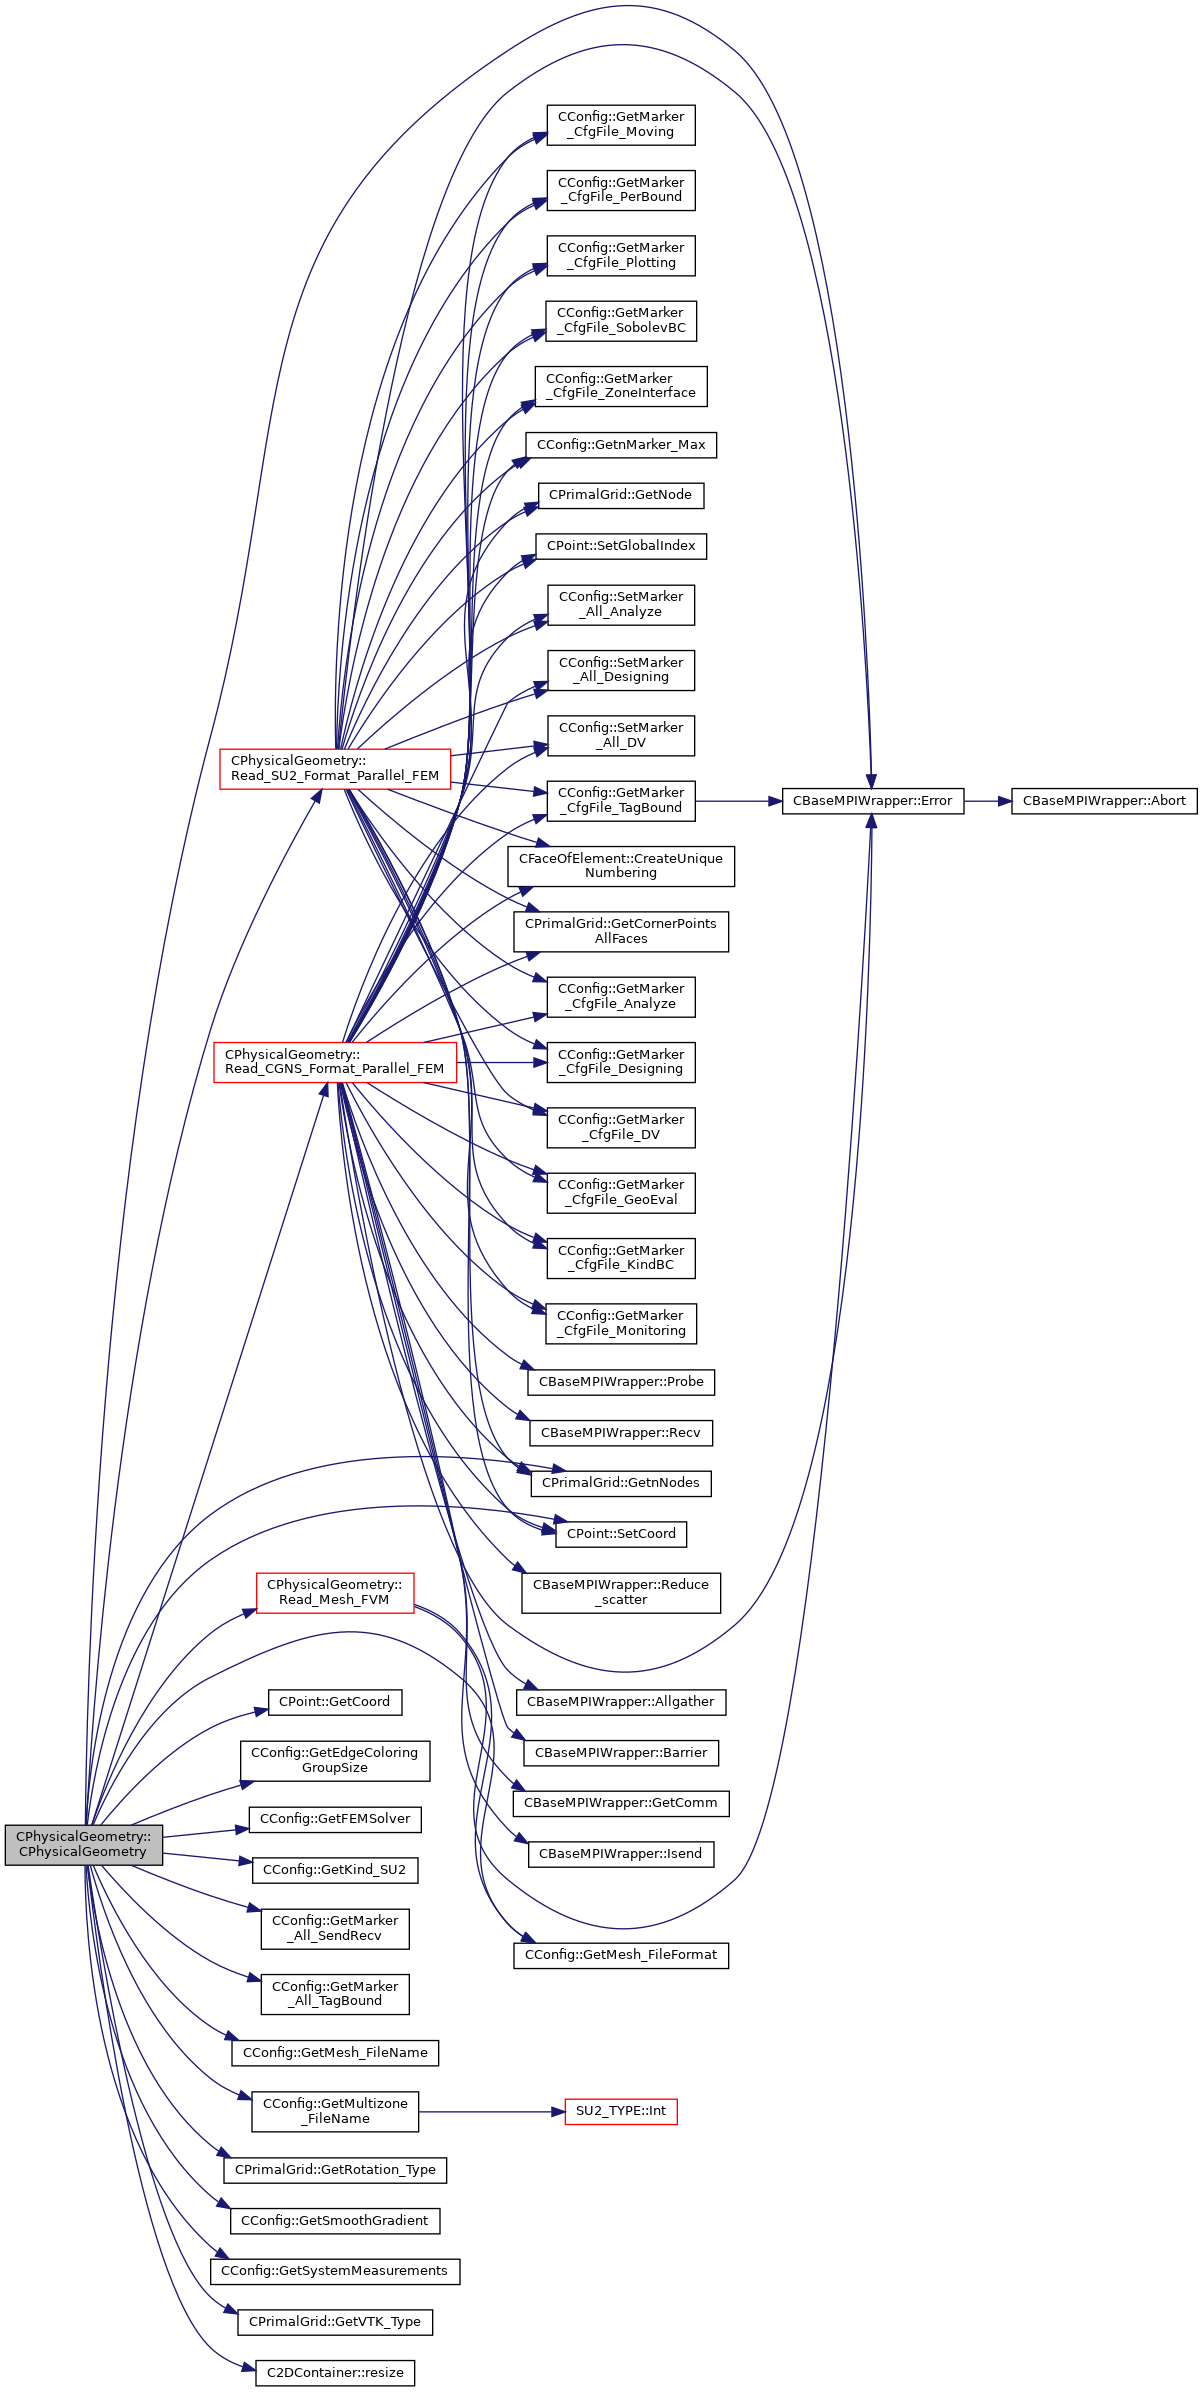 CConfig::GetMarker
_CfgFile_Moving
CConfig::GetMarker
_CfgFile_PerBound
CConfig::GetMarker
_CfgFile_Plotting
CConfig::GetMarker
_CfgFile_SobolevBC
CConfig::GetMarker
_CfgFile_ZoneInterface
CConfig::GetnMarker_Max
CPrimalGrid::GetNode
CPoint::SetGlobalIndex
CConfig::SetMarker
_All_Analyze
CConfig::SetMarker
_All_Designing
CConfig::SetMarker
_All_DV
CPhysicalGeometry::
Read_SU2_Format_Parallel_FEM
CConfig::GetMarker
_CfgFile_TagBound
CBaseMPIWrapper::Error
CBaseMPIWrapper::Abort
CFaceOfElement::CreateUnique
Numbering
CPrimalGrid::GetCornerPoints
AllFaces
CConfig::GetMarker
_CfgFile_Analyze
CPhysicalGeometry::
Read_CGNS_Format_Parallel_FEM
CConfig::GetMarker
_CfgFile_Designing
CConfig::GetMarker
_CfgFile_DV
CConfig::GetMarker
_CfgFile_GeoEval
CConfig::GetMarker
_CfgFile_KindBC
CConfig::GetMarker
_CfgFile_Monitoring
CBaseMPIWrapper::Probe
CBaseMPIWrapper::Recv
CPrimalGrid::GetnNodes
CPoint::SetCoord
CPhysicalGeometry::
Read_Mesh_FVM
CBaseMPIWrapper::Reduce
_scatter
CPoint::GetCoord
CBaseMPIWrapper::Allgather
CConfig::GetEdgeColoring
GroupSize
CBaseMPIWrapper::Barrier
CBaseMPIWrapper::GetComm
CConfig::GetFEMSolver
CPhysicalGeometry::
CPhysicalGeometry
CBaseMPIWrapper::Isend
CConfig::GetKind_SU2
CConfig::GetMarker
_All_SendRecv
CConfig::GetMesh_FileFormat
CConfig::GetMarker
_All_TagBound
CConfig::GetMesh_FileName
CConfig::GetMultizone
_FileName
SU2_TYPE::Int
CPrimalGrid::GetRotation_Type
CConfig::GetSmoothGradient
CConfig::GetSystemMeasurements
CPrimalGrid::GetVTK_Type
C2DContainer::resize